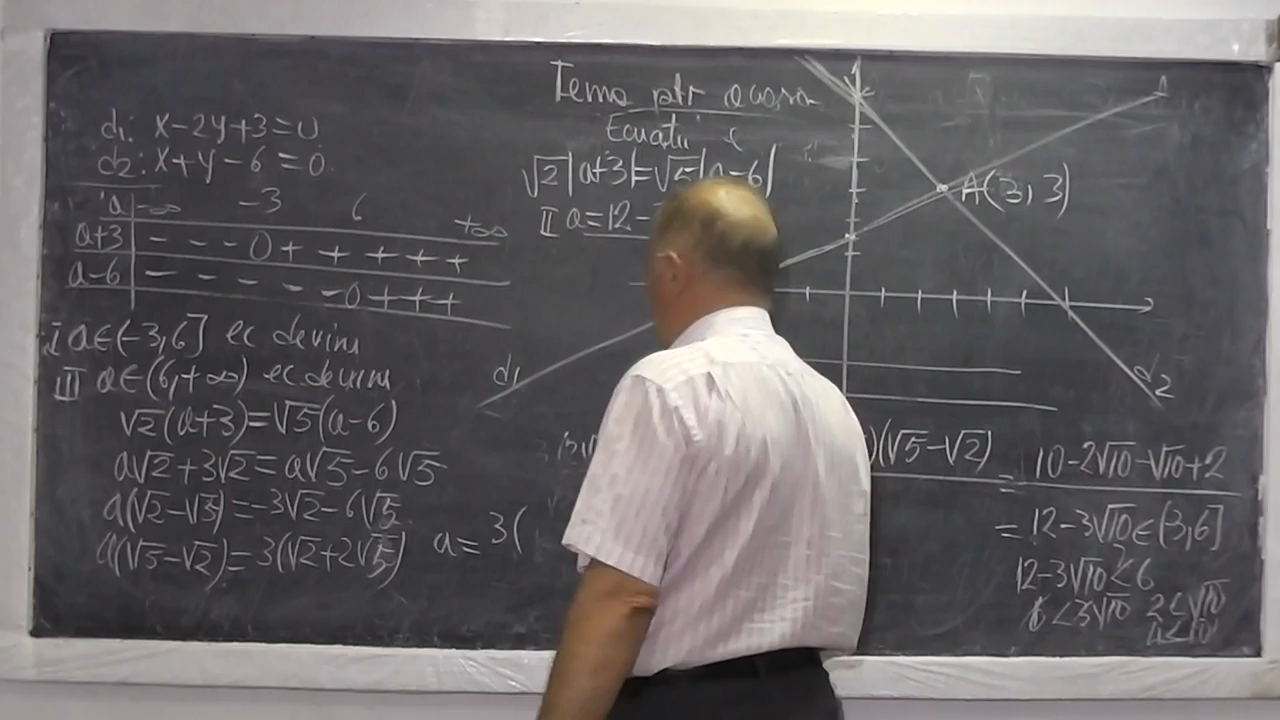 d1: x-2y+3=0
d2: x+y-6=0
a -∞ -3 6 +∞
a+3 - - - 0 + + + + +
a-6 - - - - - 0 + + +
I a∈(-3,6] ec devine
III a∈(6,+∞) ec devine
√2(a+3)=√5(a-6)
a√2+3√2=a√5-6√5
a(√2-√5)=-3√2-6√5
a(√5-√2)=3(√2+2√5) a=3(
Tema ptr
Ecuatii
√2|a+3|=√5|a-6|
II a=12-
A(3,3)
d1
d2
)(√5-√2) = 10-2√10-√10+2
=12-3√10∈(-3,6]
12-3√10<6
6<3√10 2<√10
4<10